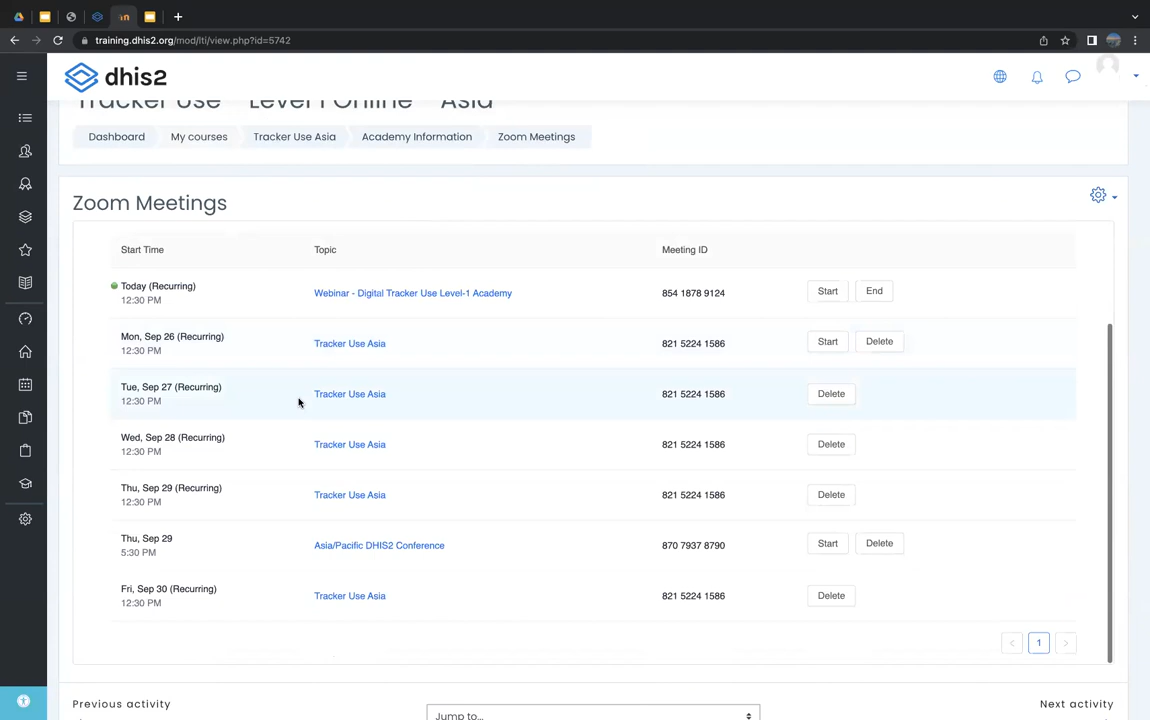 training.dhis2.org/mod/lti/view.php?id=5742
dhis2
Tracker Use Level 1 Online Asia
Dashboard My courses Tracker Use Asia Academy Information Zoom Meetings
Zoom Meetings
Start Time Topic Meeting ID
Today (Recurring)
12:30 PM
Webinar - Digital Tracker Use Level-1 Academy 854 1878 9124 Start End
Mon, Sep 26 (Recurring)
12:30 PM
Tracker Use Asia 821 5224 1586 Start Delete
Tue, Sep 27 (Recurring)
12:30 PM
Tracker Use Asia 821 5224 1586 Delete
Wed, Sep 28 (Recurring)
12:30 PM
Tracker Use Asia 821 5224 1586 Delete
Thu, Sep 29 (Recurring)
12:30 PM
Tracker Use Asia 821 5224 1586 Delete
Thu, Sep 29
5:30 PM
Asia/Pacific DHIS2 Conference 870 7937 8790 Start Delete
Fri, Sep 30 (Recurring)
12:30 PM
Tracker Use Asia 821 5224 1586 Delete
< 1 >
Previous activity Next activity
Jump to...